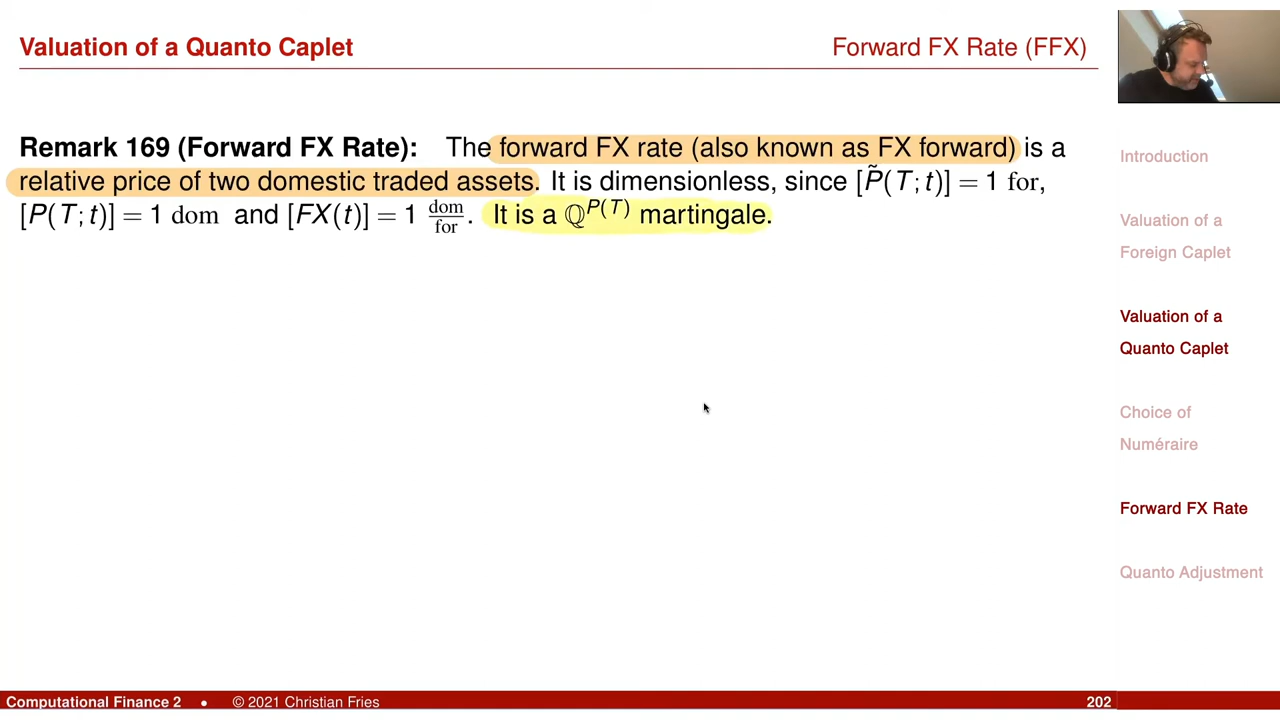 Valuation of a Quanto Caplet
Forward FX Rate (FFX)
Remark 169 (Forward FX Rate): The forward FX rate (also known as FX forward) is a
relative price of two domestic traded assets. It is dimensionless, since [P̃(T;t)] = 1 for,
[P(T;t)] = 1 dom and [FX(t)] = 1 dom/for. It is a ℚ^P(T) martingale.
Introduction
Valuation of a
Foreign Caplet
Valuation of a
Quanto Caplet
Choice of
Numéraire
Forward FX Rate
Quanto Adjustment
Computational Finance 2 • © 2021 Christian Fries
202